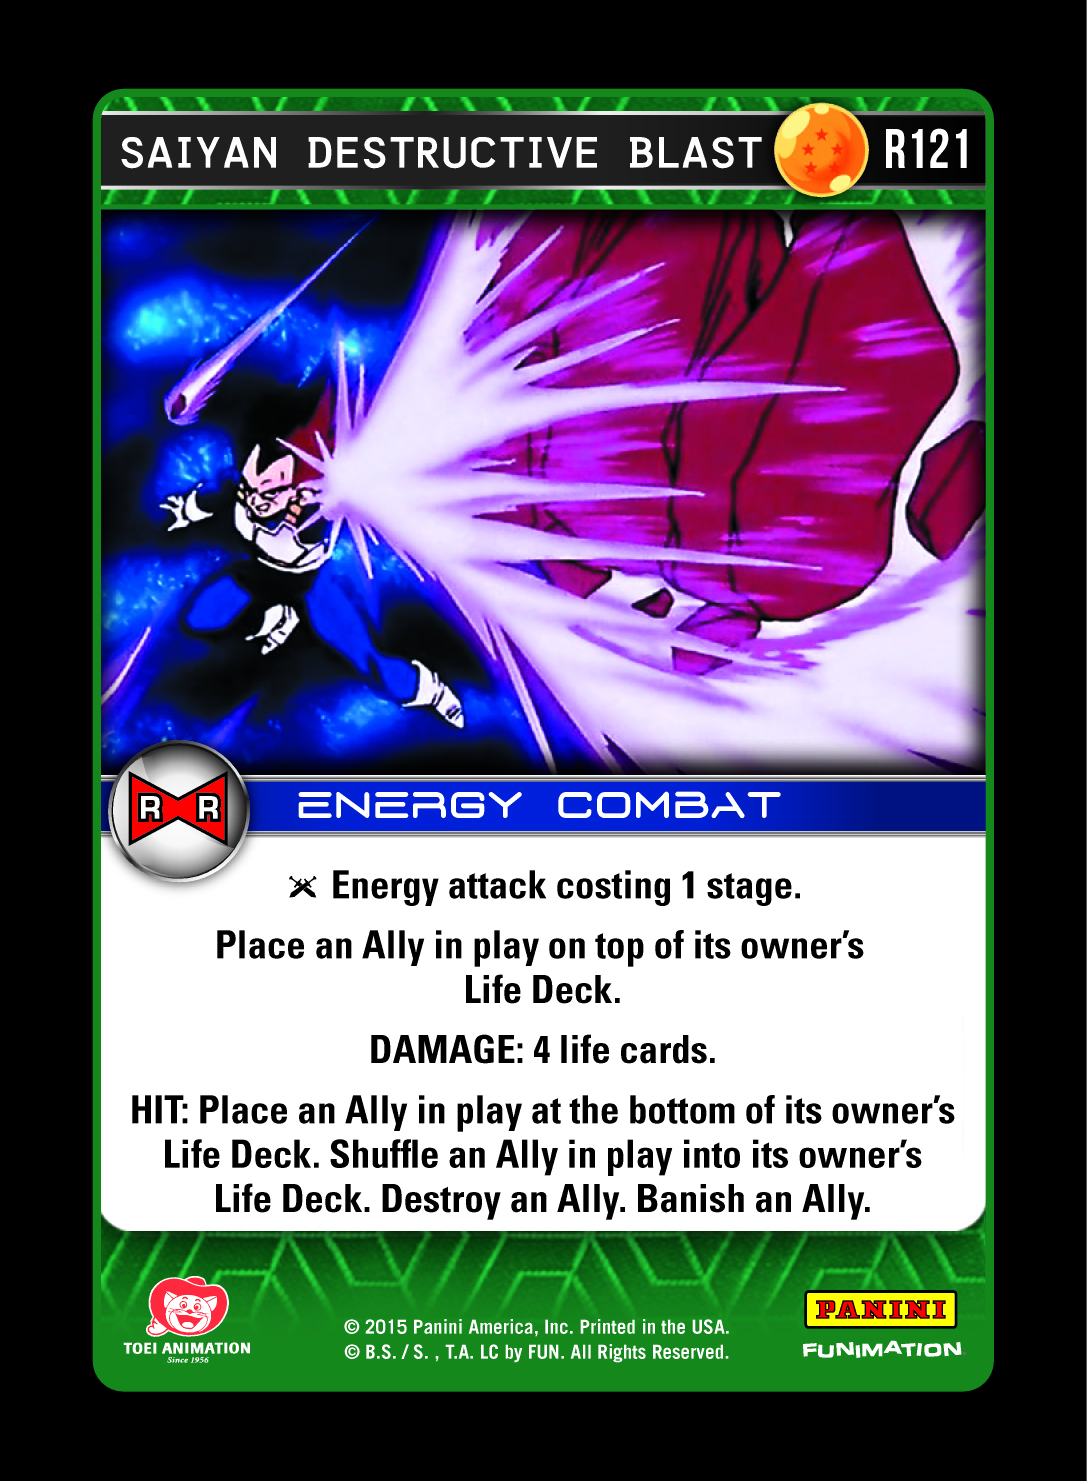 SAIYAN DESTRUCTIVE BLAST R121
R R
ENERGY COMBAT
Energy attack costing 1 stage.
Place an Ally in play on top of its owner's
Life Deck.
DAMAGE: 4 life cards.
HIT: Place an Ally in play at the bottom of its owner's
Life Deck. Shuffle an Ally in play into its owner's
Life Deck. Destroy an Ally. Banish an Ally.
TOEI ANIMATION
Since 1956
© 2015 Panini America, Inc. Printed in the USA.
© B.S. / S. , T.A. LC by FUN. All Rights Reserved.
PANINI
FUNIMATION